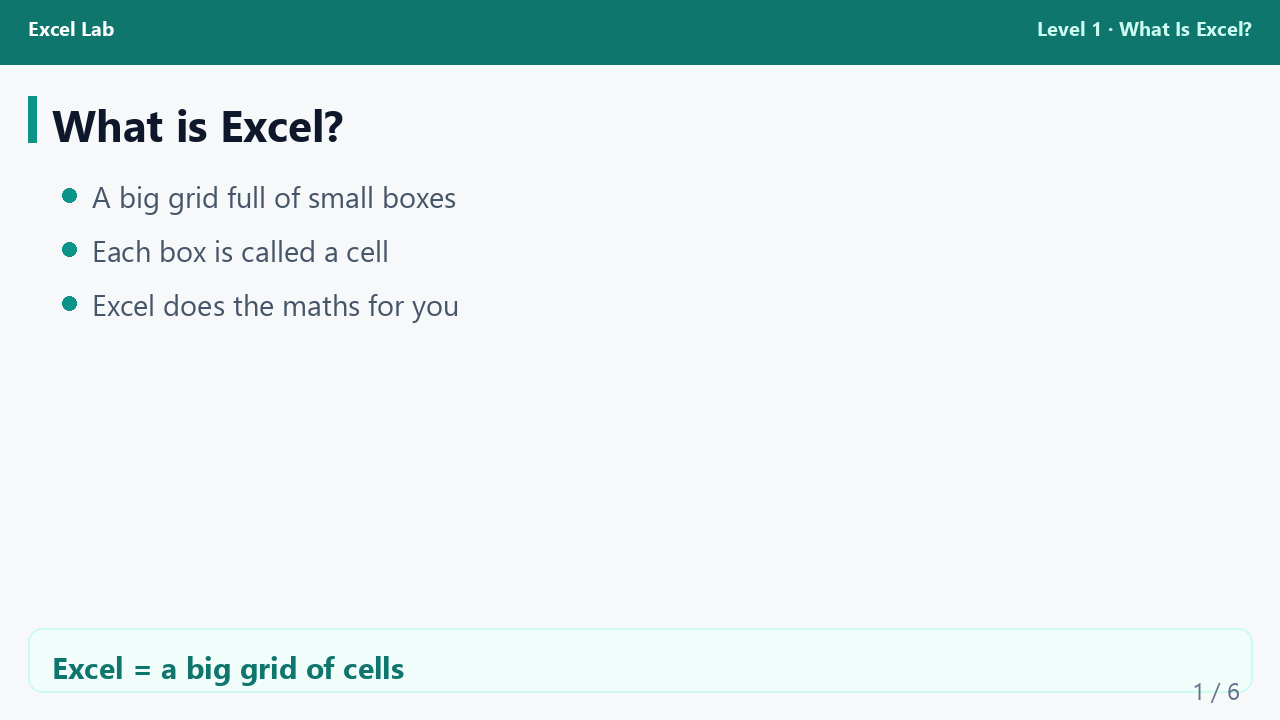 Excel Lab
Level 1 · What Is Excel?
What is Excel?
A big grid full of small boxes
Each box is called a cell
Excel does the maths for you
Excel = a big grid of cells
1 / 6